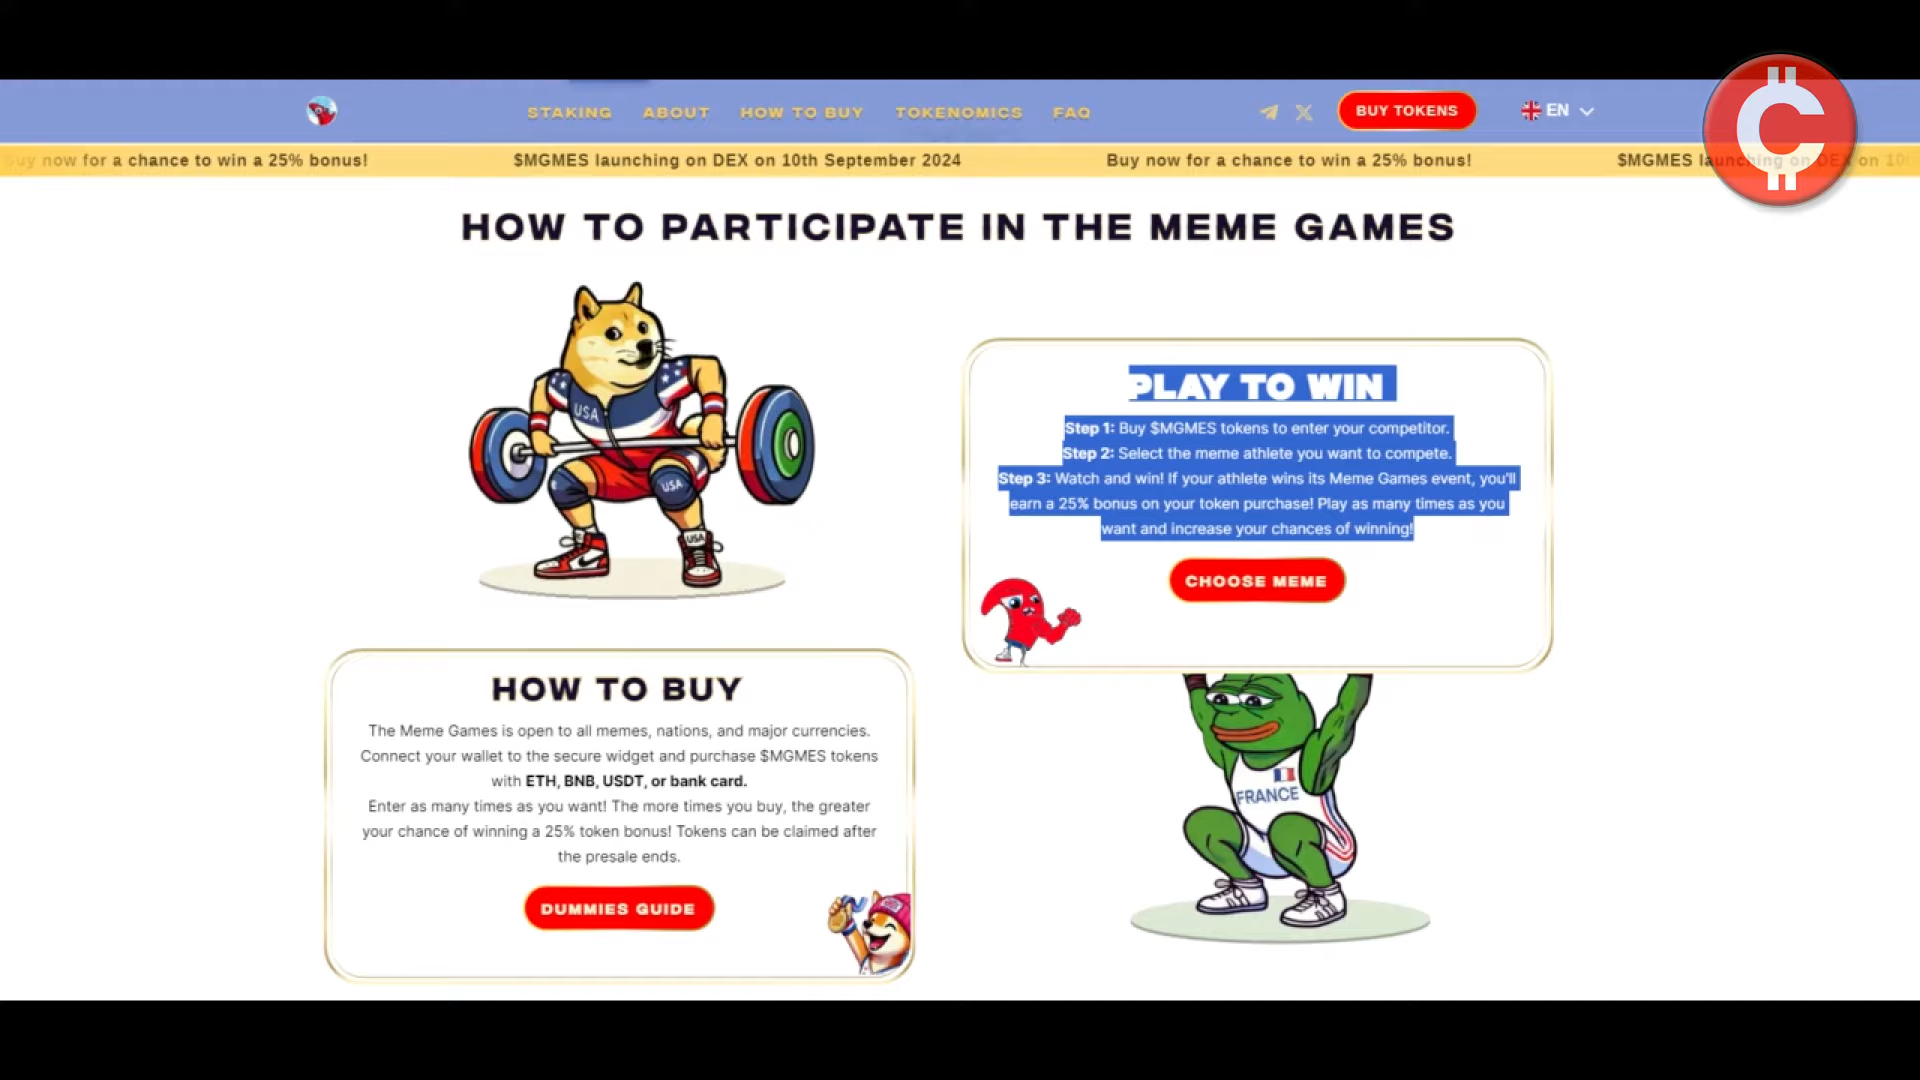 STAKING ABOUT HOW TO BUY TOKENOMICS FAQ BUY TOKENS EN
buy now for a chance to win a 25% bonus! $MGMES launching on DEX on 10th September 2024 Buy now for a chance to win a 25% bonus! $MGMES launching on DEX on 10th
HOW TO PARTICIPATE IN THE MEME GAMES
USA
USA
USA
PLAY TO WIN
Step 1: Buy $MGMES tokens to enter your competitor.
Step 2: Select the meme athlete you want to compete.
Step 3: Watch and win! If your athlete wins its Meme Games event, you'll
earn a 25% bonus on your token purchase! Play as many times as you
want and increase your chances of winning!
CHOOSE MEME
HOW TO BUY
The Meme Games is open to all memes, nations, and major currencies.
Connect your wallet to the secure widget and purchase $MGMES tokens
with ETH, BNB, USDT, or bank card.
Enter as many times as you want! The more times you buy, the greater
your chance of winning a 25% token bonus! Tokens can be claimed after
the presale ends.
DUMMIES GUIDE
FRANCE